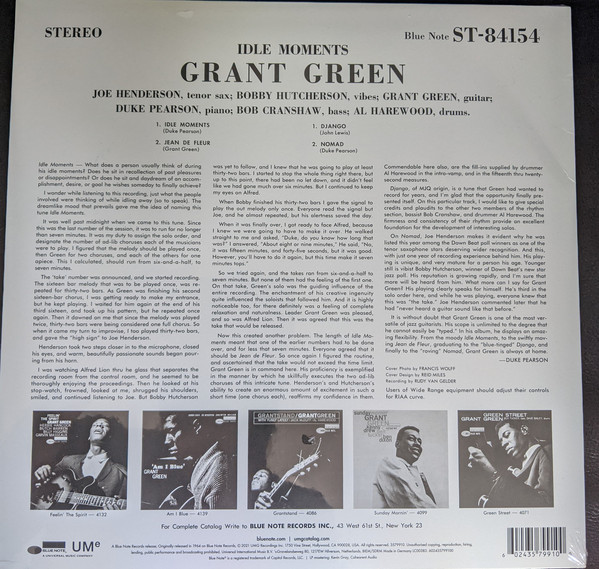 STEREO
Blue Note ST-84154
IDLE MOMENTS
GRANT GREEN
JOE HENDERSON, tenor sax; BOBBY HUTCHERSON, vibes; GRANT GREEN, guitar;
DUKE PEARSON, piano; BOB CRANSHAW, bass; AL HAREWOOD, drums.
1. IDLE MOMENTS
(Duke Pearson)
2. JEAN DE FLEUR
(Grant Green)
1. DJANGO
(John Lewis)
2. NOMAD
(Duke Pearson)
Idle Moments — What does a person usually think of during
his idle moments? Does he sit in recollection of past pleasures
or disappointments? Or does he sit and daydream of an accom-
plishment, desire, or goal he wishes someday to finally achieve?
I wonder while listening to this recording, just what the people
involved were thinking of while idling away (so to speak). The
dreamlike mood that prevails gave me the idea of naming this
tune Idle Moments.
It was well past midnight when we came to this tune. Since
this was the last number of the session, it was to run for no longer
than seven minutes. It was my duty to assign the solo order, and
designate the number of ad-lib choruses each of the musicians
were to play. I figured that the melody should be played once,
then Green for two choruses, and each of the others for one
apiece. This I calculated, should run from six-and-a-half, to
seven minutes.
The 'take' number was announced, and we started recording.
The sixteen bar melody that was to be played once, was re-
peated for thirty-two bars. As Green was finishing his second
sixteen-bar chorus, I was getting ready to make my entrance,
but he kept playing. I waited for him again at the end of his
third sixteen, and took up his pattern, but he repeated once
again. Then it dawned on me that since the melody was played
twice, thirty-two bars were being considered one full chorus. So
when it came my turn to improvise, I too played thirty-two bars,
and gave the "high sign" to Joe Henderson.
Henderson took two steps closer to the microphone, closed
his eyes, and warm, beautifully passionate sounds began pour-
ing from his horn.
I was watching Alfred Lion thru he glass that separates the
recording room from the control room, and he seemed to be
thoroughly enjoying the proceedings. Then he looked at his
stop-watch, frowned, looked at me, shrugged his shoulders,
smiled, and continued listening to Joe. But Bobby Hutcherson
was yet to follow, and I knew that he was going to play at least
thirty-two bars. I started to stop the whole thing right there, but
up to this point, there had been no let down, and it didn't feel
like we had gone much over six minutes. But I continued to keep
my eyes on Alfred.
When Bobby finished his thirty-two bars I gave the signal to
play the out melody only once. Everyone read the signal but
Joe, and he almost repeated, but his alertness saved the day.
When it was finally over, I got ready to face Alfred, because
I knew we were going to have to make it over. He walked
straight to me and asked, "Duke, do you know how long that
was?" I answered, "About eight or nine minutes." He said, "No,
it was fifteen minutes, and forty-five seconds, but it was good.
However, you'll have to do it again, but this time make it seven
minutes tops."
So we tried again, and the takes ran from six-and-a-half to
seven minutes, but none of these had the feeling of the first one.
On that take, Green's solo was the guiding influence of the entire
recording. The enchantment of his creative ingenuity
quite influenced the soloists that followed him. And it is highly
noticeable too, for there definitely was a feeling of complete
relaxation and naturalness. Leader Grant Green was pleased,
and so was Alfred Lion. Then it was agreed that this was the
take that would be released.
Now this created another problem. The length of Idle Mo-
ments meant that one of the earlier numbers had to be done
over, and for less than seven minutes. Everyone agreed that it
should be Jean de Fleur. So once again I figured the routine,
and ascertained that the take would not exceed the time limit.
Grant Green is in command here. His proficiency is exemplified
in the manner by which he skillfully executes the two ad-lib
choruses of this intricate tune. Henderson's and Hutcherson's
ability to create an enormous amount of excitement in such a
short time (one chorus each), reaffirms my confidence in them.
Commendable here also, are the fill-ins supplied by drummer
Al Harewood in the intro-vamp, and in the fifteenth thru twenty-
second measures.
Django, of MJQ origin, is a tune that Green had wanted to
record for years, and I'm glad that the opportunity finally pre-
sented itself. On this particular track, I would like to give special
credits and plaudits to the other two members of the rhythm
section, bassist Bob Cranshaw, and drummer Al Harewood. The
firmness and consistency of their rhythm provide an excellent
foundation for the development of interesting solos.
On Nomad, Joe Henderson makes it evident why he was
listed this year among the Down Beat poll winners as one of the
tenor saxophone stars deserving wider recognition. And this,
with just one year of recording experience behind him. His play-
ing is unique, and very mature for a person his age. Younger
still is vibist Bobby Hutcherson, winner of Down Beat's new star
jazz poll. His reputation is growing rapidly, and I'm sure that
more will be heard from him. What more can I say for Grant
Green? His playing clearly speaks for himself. He's third in the
solo order here, and while he was playing, everyone knew that
this was "the take." Joe Henderson commented later that he
had "never heard a guitar sound like that before."
It is without doubt that Grant Green is one of the most ver-
satile of jazz guitarists. His scope is unlimited to the degree that
he cannot easily be "typed." In his album, he displays an amaz-
ing flexibility. From the moody Idle Moments, to the swiftly mov-
ing Jean de Fleur, graduating to the "blue-tinged" Django, and
finally to the "roving" Nomad, Grant Green is always at home.
—DUKE PEARSON
Cover Photo by FRANCIS WOLFF
Cover Design by REID MILES
Recording by RUDY VAN GELDER
Users of Wide Range equipment should adjust their controls
for RIAA curve.
FEELIN' THE SPIRIT
GRANT GREEN
"Am I Blue"
GRANT
GREEN
GRANTSTAND/GRANTGREEN
GRANT GREEN
GREEN STREET
GRANT GREEN
Feelin' The Spirit — 4132
Am I Blue — 4139
Grantstand — 4086
Sunday Mornin' — 4099
Green Street — 4071
For Complete Catalog Write to BLUE NOTE RECORDS INC., 43 West 61st St., New York 23
BLUE NOTE
UMe
A UNIVERSAL MUSIC COMPANY
bluenote.com | umgcatalog.com
6 02435 79910